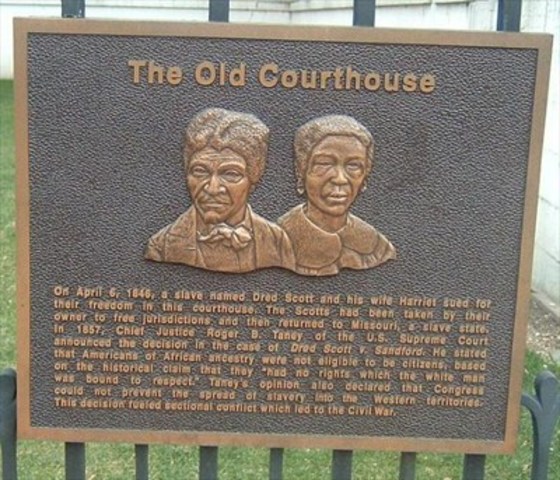 The Old Courthouse
On April 6, 1846, a slave named Dred Scott and his wife Harriet sued for
their freedom in this courthouse. The Scotts had been taken by their
owner to free jurisdictions and then returned to Missouri, a slave state.
In 1857, Chief Justice Roger B. Taney of the U.S. Supreme Court
announced the decision in the case of Dred Scott v. Sandford. He stated
that Americans of African ancestry were not eligible to be citizens, based
on the historical claim that they "had no rights which the white man
was bound to respect." Taney's opinion also declared that Congress
could not prevent the spread of slavery into the Western territories.
This decision fueled sectional conflict which led to the Civil War.